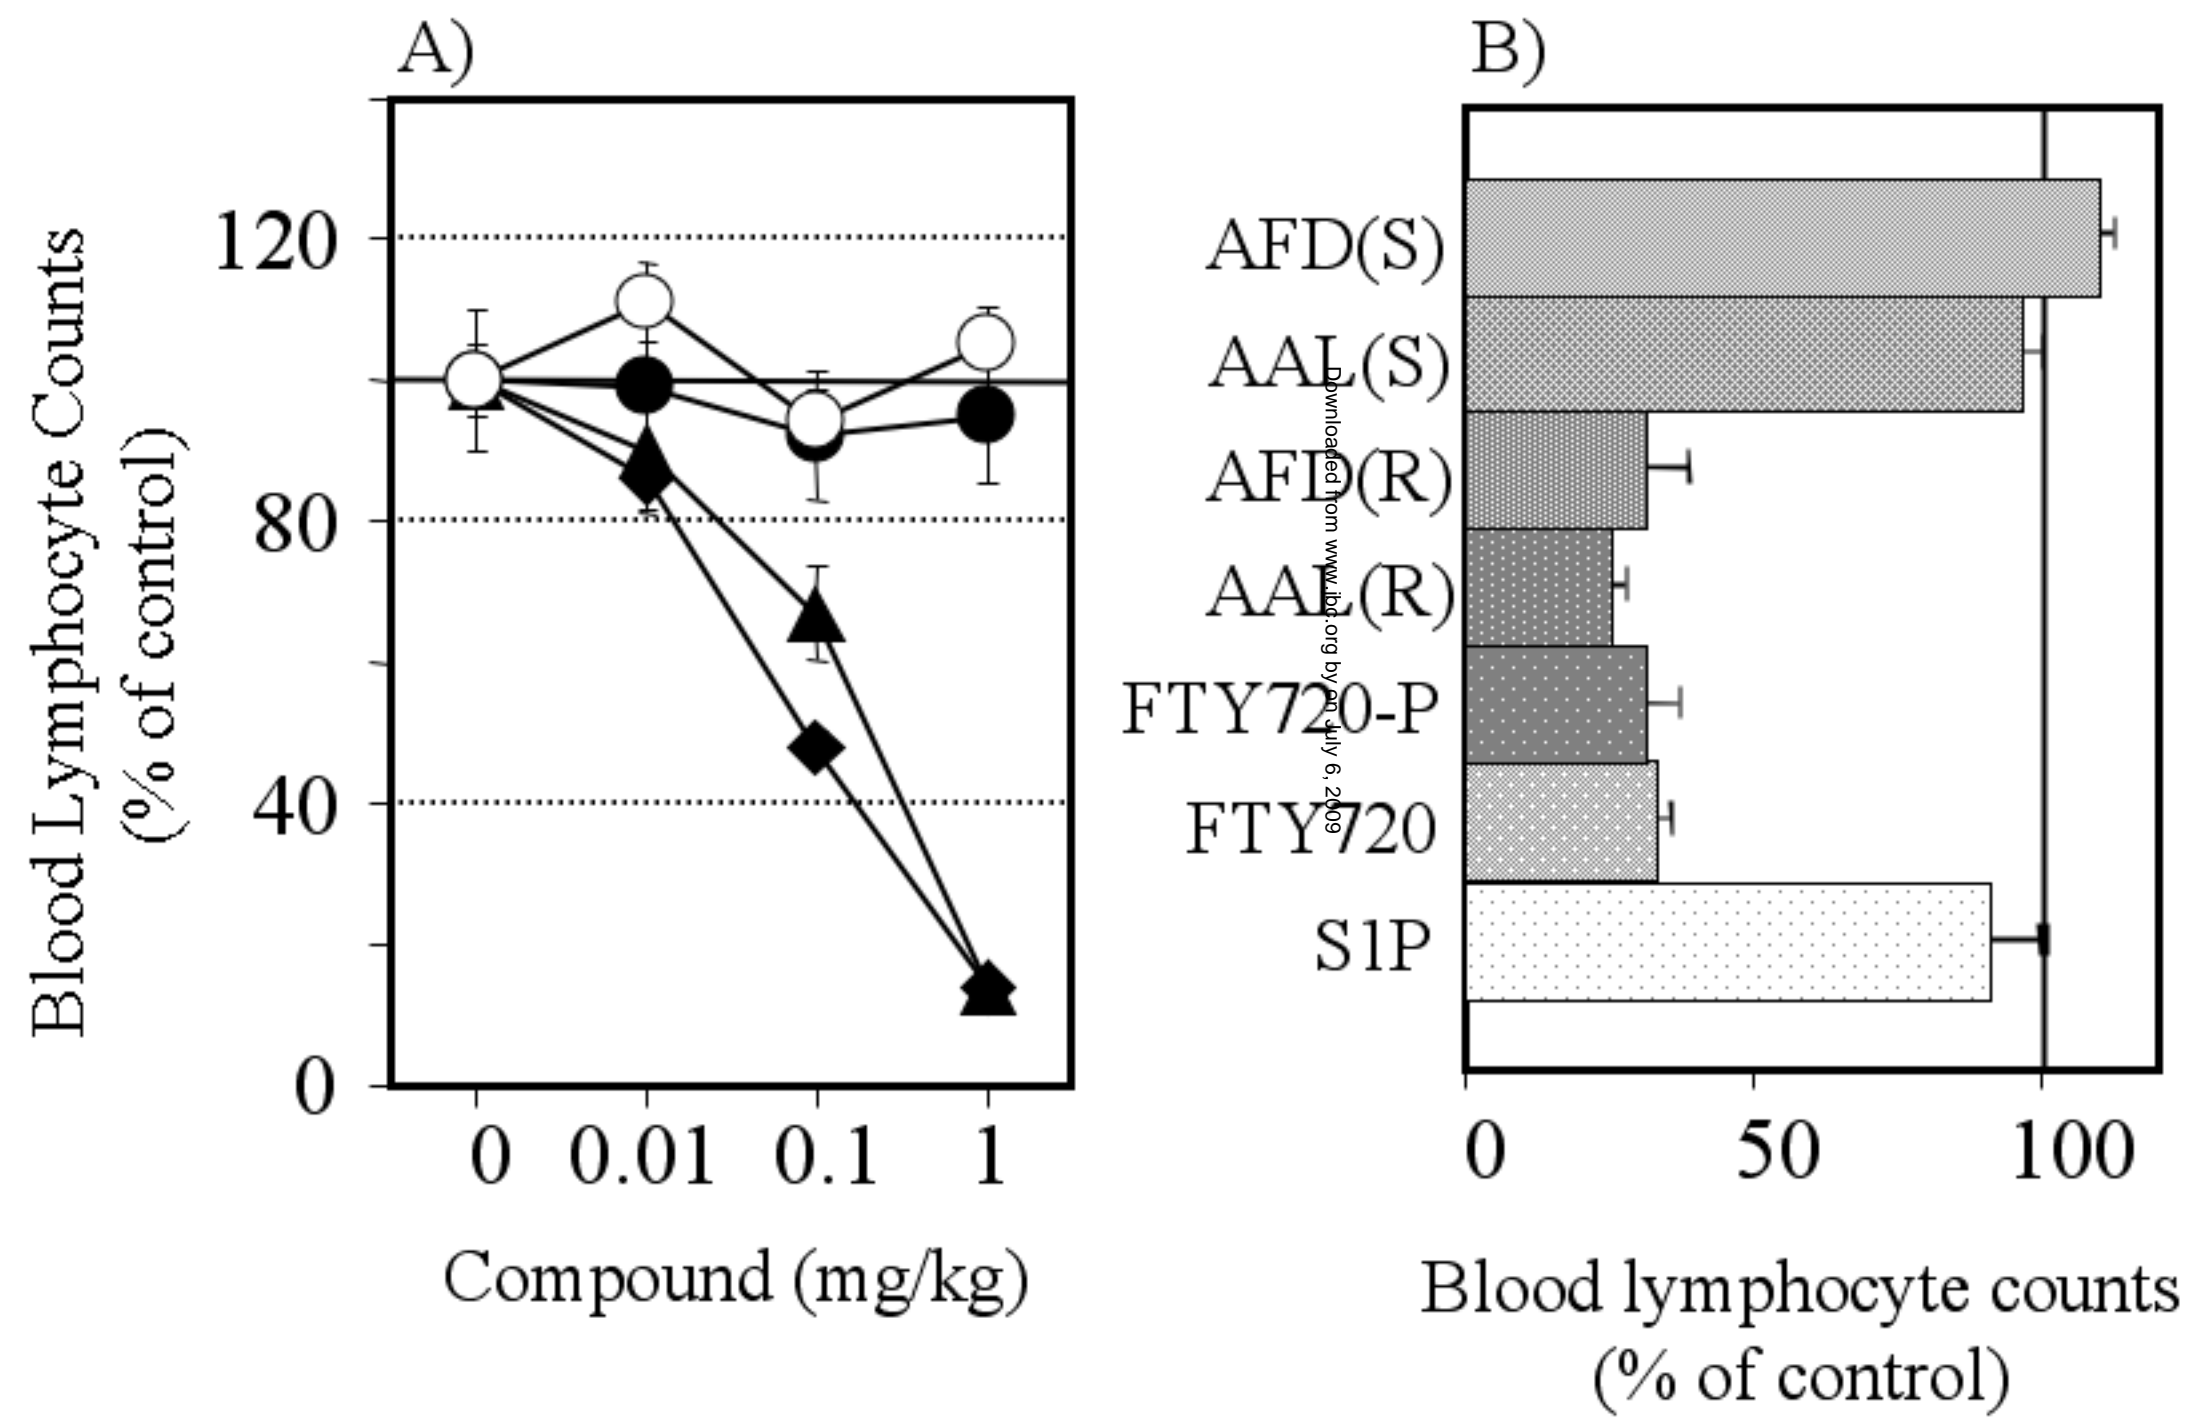 A)
Blood Lymphocyte Counts
(% of control)
120
80
40
0
0 0.01 0.1 1
Compound (mg/kg)
B)
AFD(S)
AAL(S)
AFD(R)
AAL(R)
FTY720-P
FTY720
S1P
0 50 100
Blood lymphocyte counts
(% of control)
Downloaded from www.jbc.org by on July 6, 2009